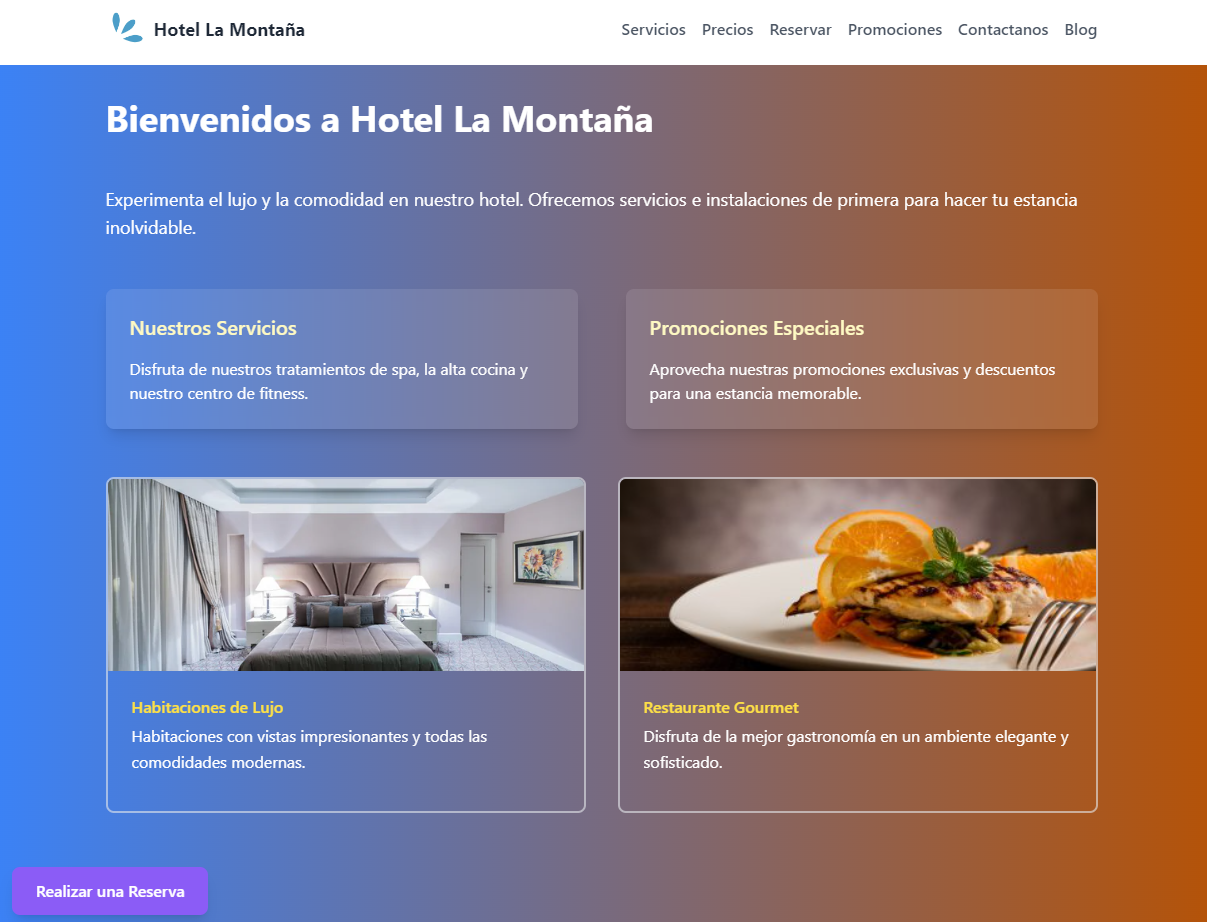 Hotel La Montaña
Servicios Precios Reservar Promociones Contactanos Blog
Bienvenidos a Hotel La Montaña
Experimenta el lujo y la comodidad en nuestro hotel. Ofrecemos servicios e instalaciones de primera para hacer tu estancia
inolvidable.
Nuestros Servicios
Disfruta de nuestros tratamientos de spa, la alta cocina y
nuestro centro de fitness.
Promociones Especiales
Aprovecha nuestras promociones exclusivas y descuentos
para una estancia memorable.
Habitaciones de Lujo
Habitaciones con vistas impresionantes y todas las
comodidades modernas.
Restaurante Gourmet
Disfruta de la mejor gastronomía en un ambiente elegante y
sofisticado.
Realizar una Reserva